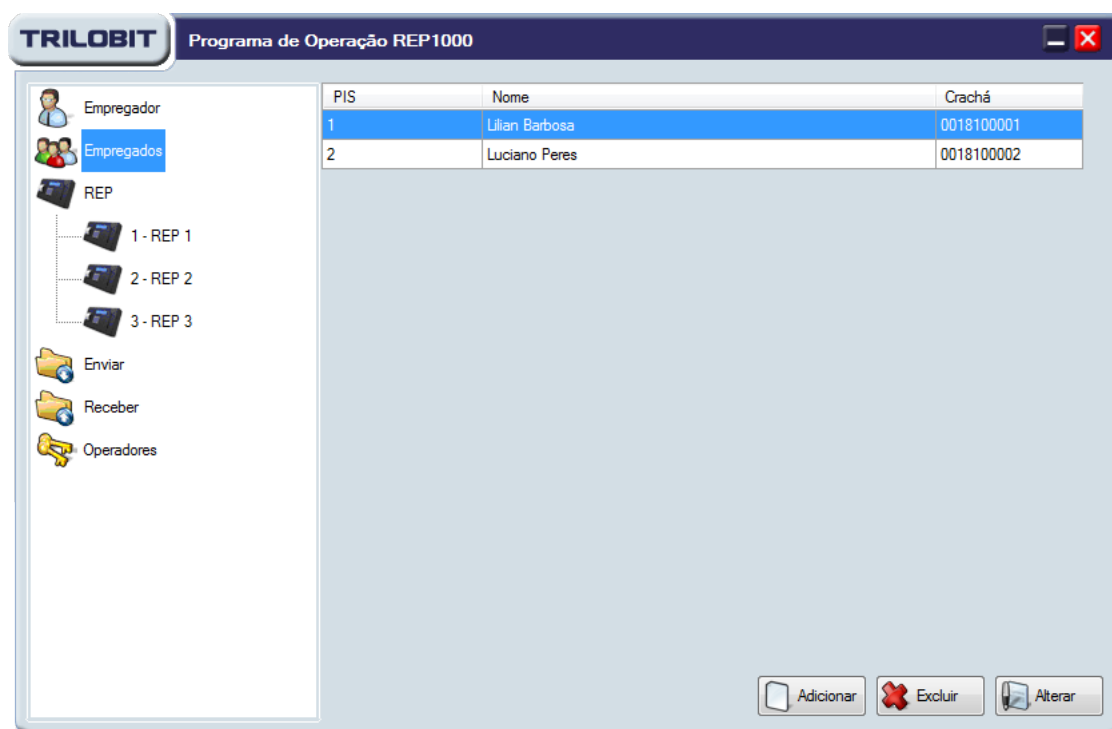 TRILOBIT Programa de Operação REP1000
Empregador
Empregados
REP
1 - REP 1
2 - REP 2
3 - REP 3
Enviar
Receber
Operadores
PIS Nome Crachá
1 Lilian Barbosa 0018100001
2 Luciano Peres 0018100002
Adicionar Excluir Alterar